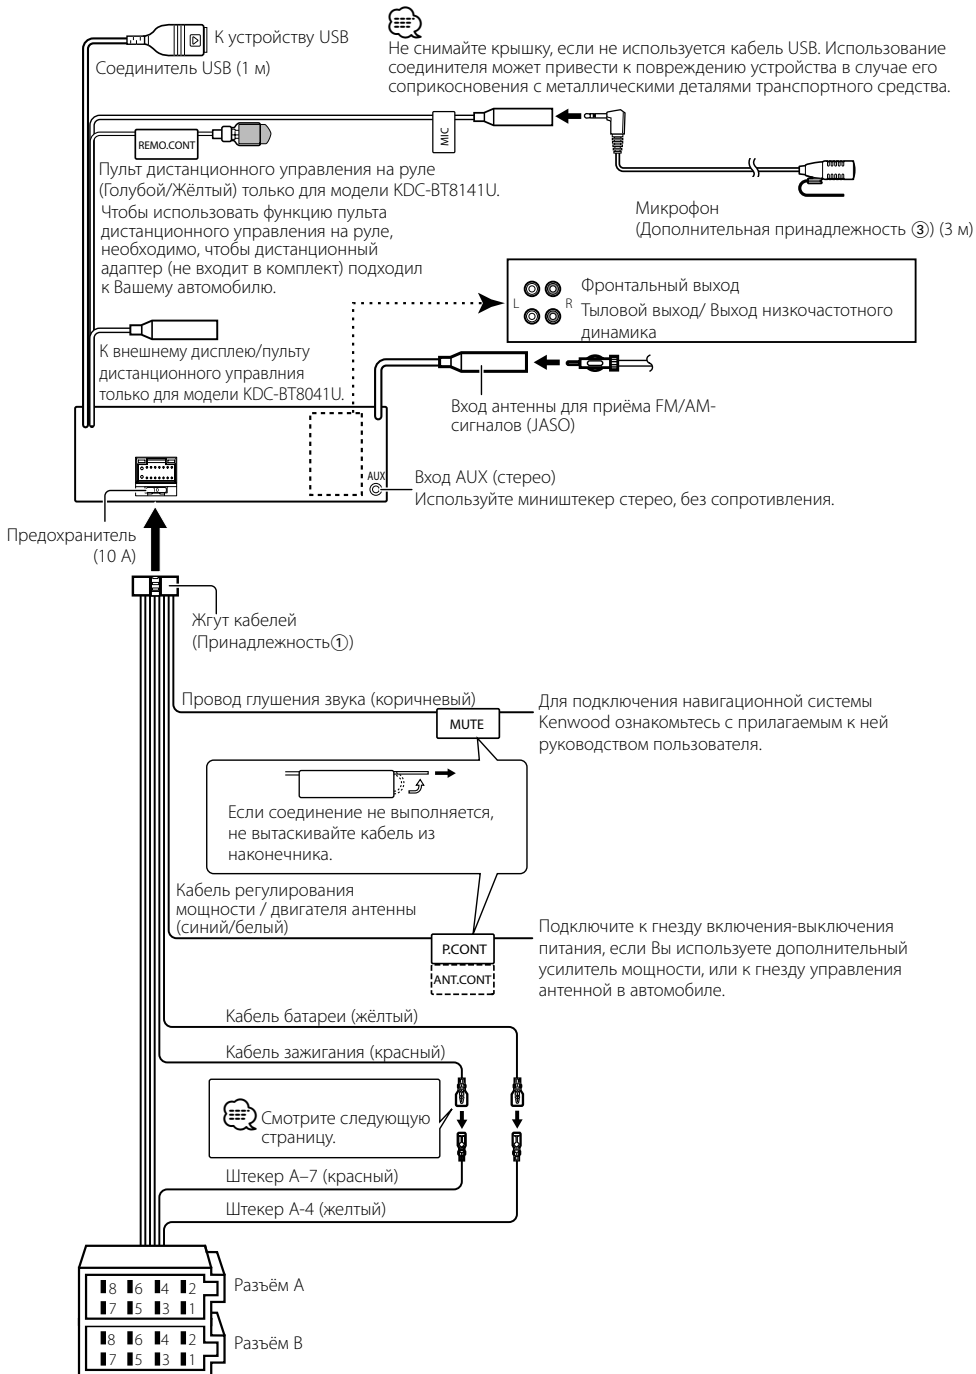 К устройству USB
Соединитель USB (1 м)
Не снимайте крышку, если не используется кабель USB. Использование
соединителя может привести к повреждению устройства в случае его
соприкосновения с металлическими деталями транспортного средства.
REMO.CONT
MIC
Пульт дистанционного управления на руле
(Голубой/Жёлтый) только для модели KDC-BT8141U.
Чтобы использовать функцию пульта
дистанционного управления на руле,
необходимо, чтобы дистанционный
адаптер (не входит в комплект) подходил
к Вашему автомобилю.
Микрофон
(Дополнительная принадлежность ③) (3 м)
L
R
Фронтальный выход
Тыловой выход/ Выход низкочастотного
динамика
К внешнему дисплею/пульту
дистанционного управлния
только для модели KDC-BT8041U.
Вход антенны для приёма FM/AM-
сигналов (JASO)
AUX
Вход AUX (стерео)
Используйте миништекер стерео, без сопротивления.
Предохранитель
(10 A)
Жгут кабелей
(Принадлежность①)
Провод глушения звука (коричневый)
MUTE
Для подключения навигационной системы
Kenwood ознакомьтесь с прилагаемым к ней
руководством пользователя.
Если соединение не выполняется,
не вытаскивайте кабель из
наконечника.
Кабель регулирования
мощности / двигателя антенны
(синий/белый)
P.CONT
ANT.CONT
Подключите к гнезду включения-выключения
питания, если Вы используете дополнительный
усилитель мощности, или к гнезду управления
антенной в автомобиле.
Кабель батареи (жёлтый)
Кабель зажигания (красный)
Смотрите следующую
страницу.
Штекер A–7 (красный)
Штекер A-4 (желтый)
8 6 4 2
7 5 3 1
Разъём A
8 6 4 2
7 5 3 1
Разъём B